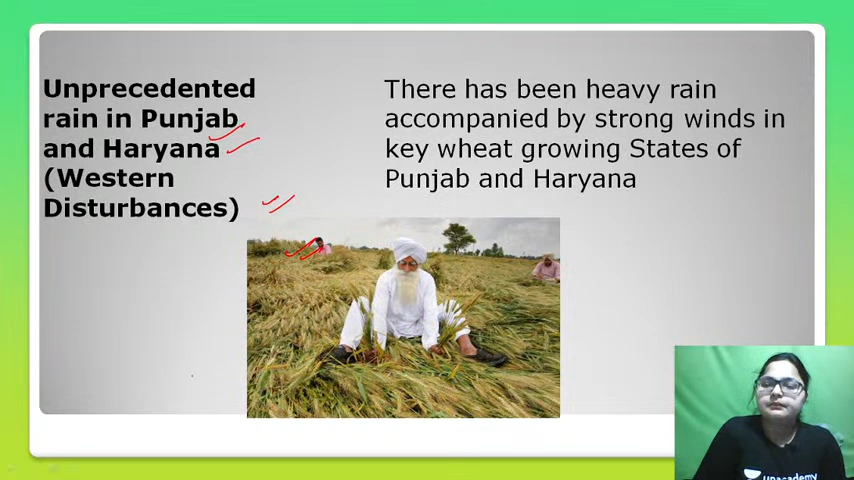 Unprecedented
rain in Punjab
and Haryana
(Western
Disturbances)
There has been heavy rain
accompanied by strong winds in
key wheat growing States of
Punjab and Haryana
unacademy